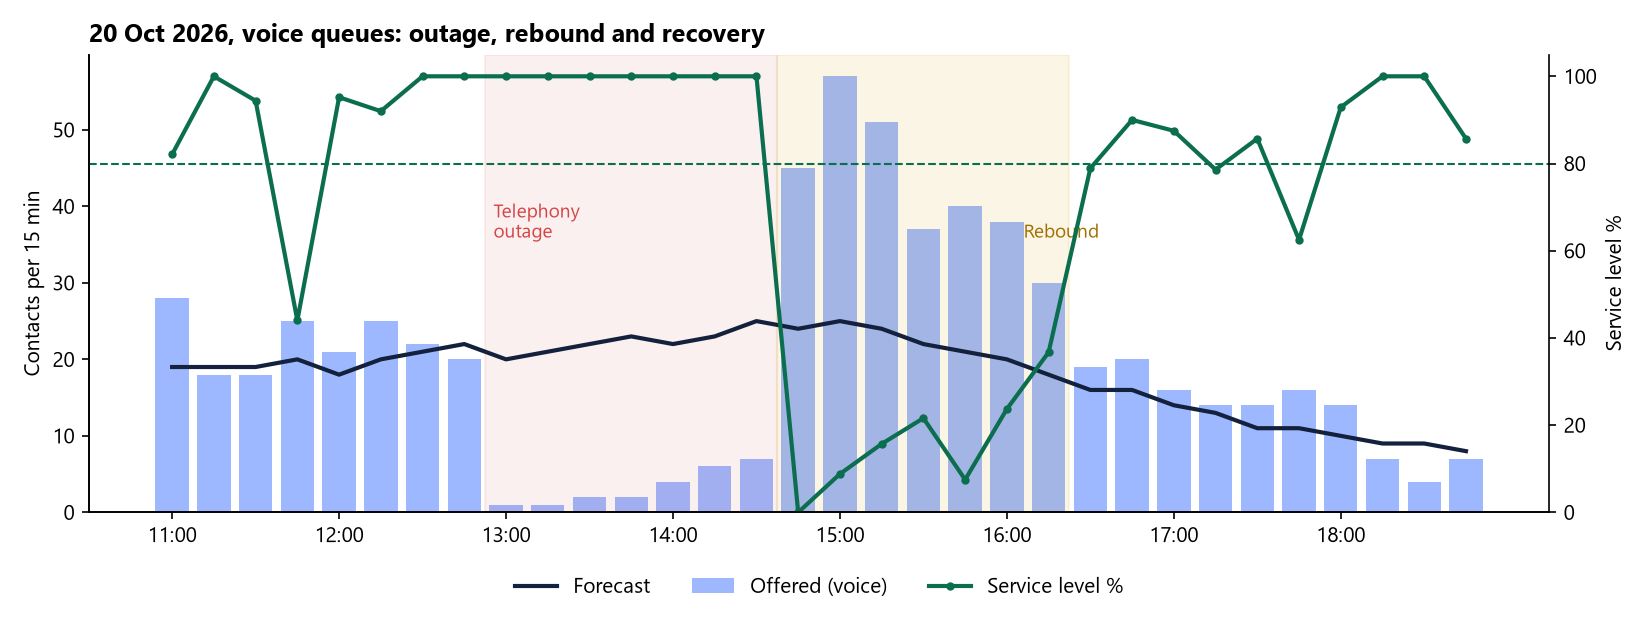 20 Oct 2026, voice queues: outage, rebound and recovery
Contacts per 15 min
50
40
30
20
10
0
Telephony
outage
Rebound
100
80
60
40
20
0
Service level %
11:00
12:00
13:00
14:00
15:00
16:00
17:00
18:00
Forecast
Offered (voice)
Service level %